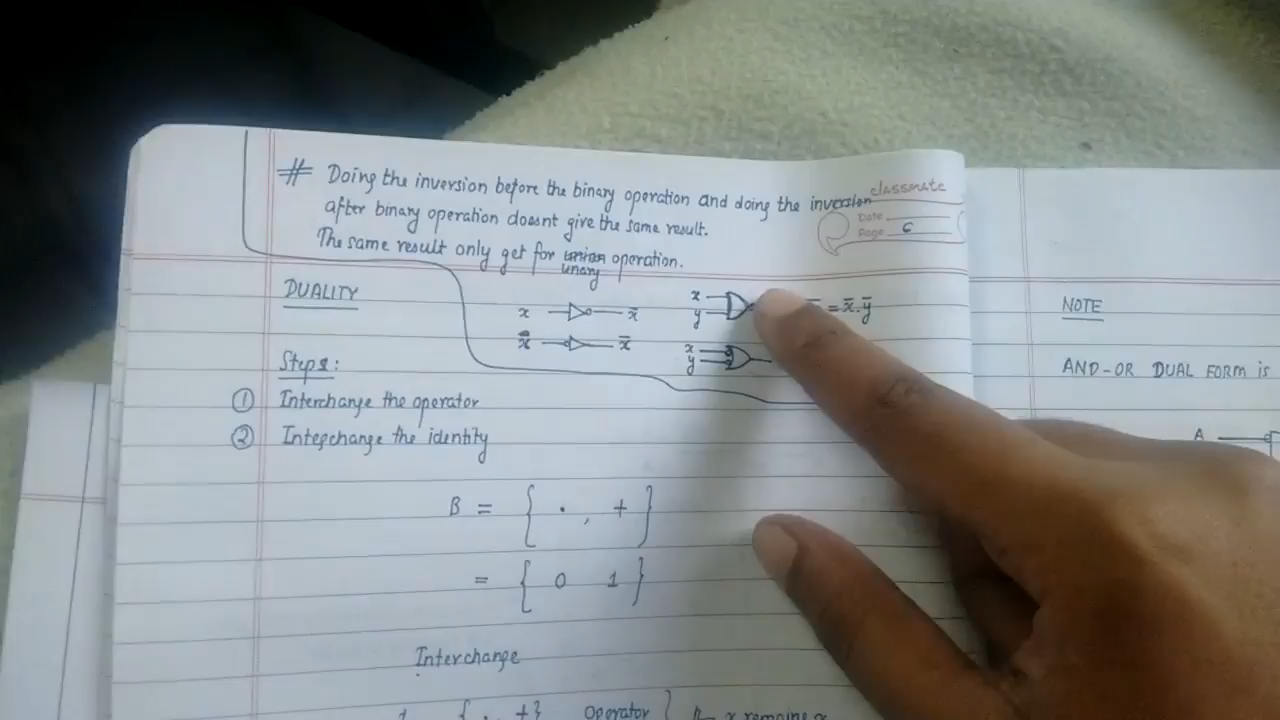 # Doing the inversion before the binary operation and doing the inversion
after binary operation doesnt give the same result.
The same result only get for unary operation.
classmate
Date
Page 6
DUALITY
x x̄
x y
= x̄.ȳ
x̄ x̄
x y
Steps:
① Interchange the operator
② Interchange the identity
B = { . , + }
= { 0 1 }
Interchange
{ . , +} Operator } x remains x
NOTE
AND-OR DUAL FORM is
A